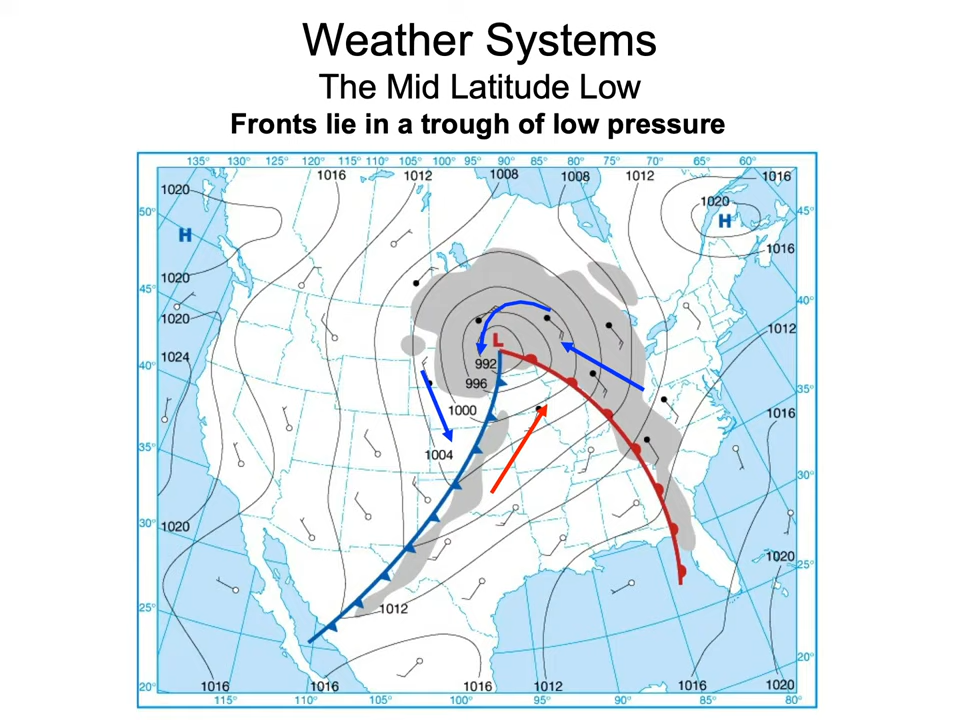 Weather Systems
The Mid Latitude Low
Fronts lie in a trough of low pressure
135° 130° 125° 120° 115° 110° 105° 100° 95° 90° 85° 80° 75° 70° 65° 60°
1016 1012 1008 1008 1012 1016
1020
1020
50°
45°
H
H
1016
1020
45°
40°
1020
1012
L
1024
992
40°
996
35°
1000
1016
35°
1004
30°
1020
30°
1020
25°
25°
1012
20°
20°
1016 1016 1016 1012 1016 1020
115° 110° 105° 100° 95° 90° 85° 80°